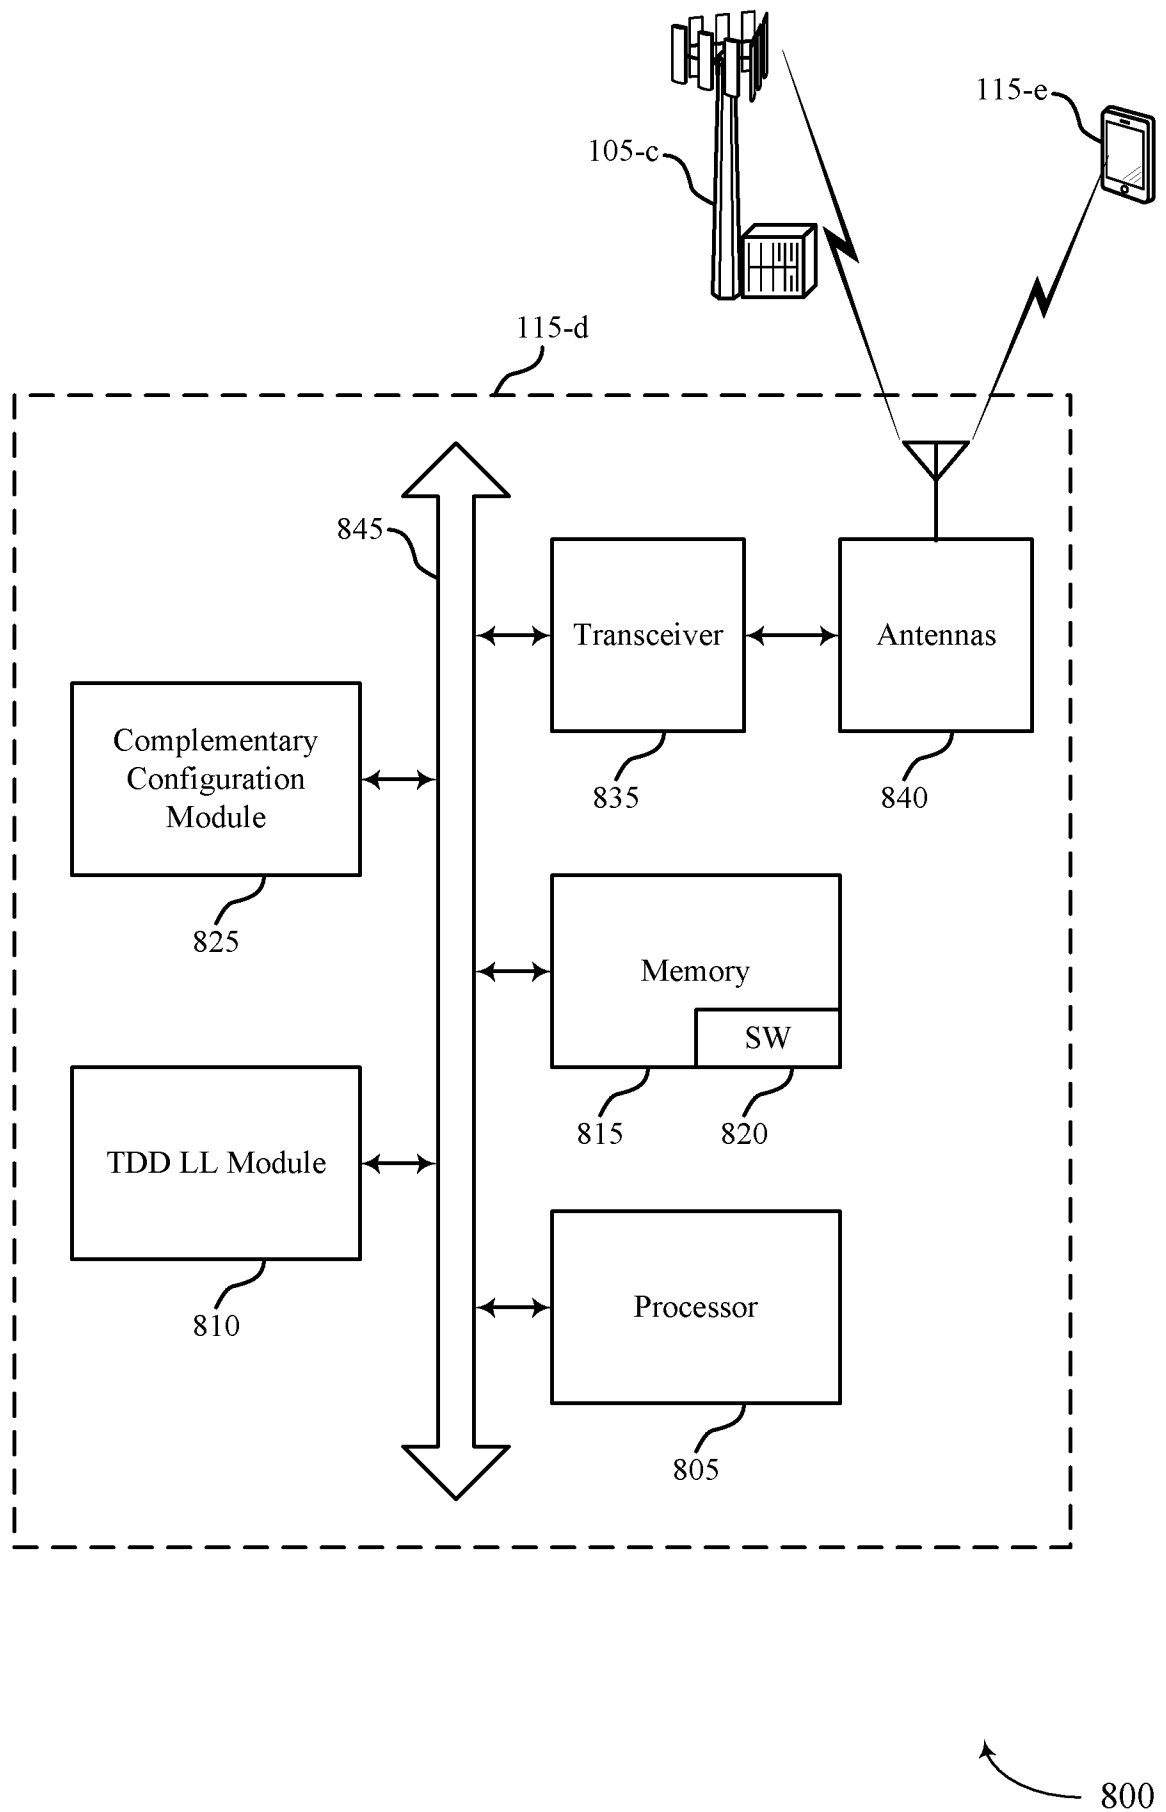 115-e
105-c
115-d
845
Transceiver
Antennas
Complementary
Configuration
Module
835
840
825
Memory
SW
815
820
TDD LL Module
810
Processor
805
800